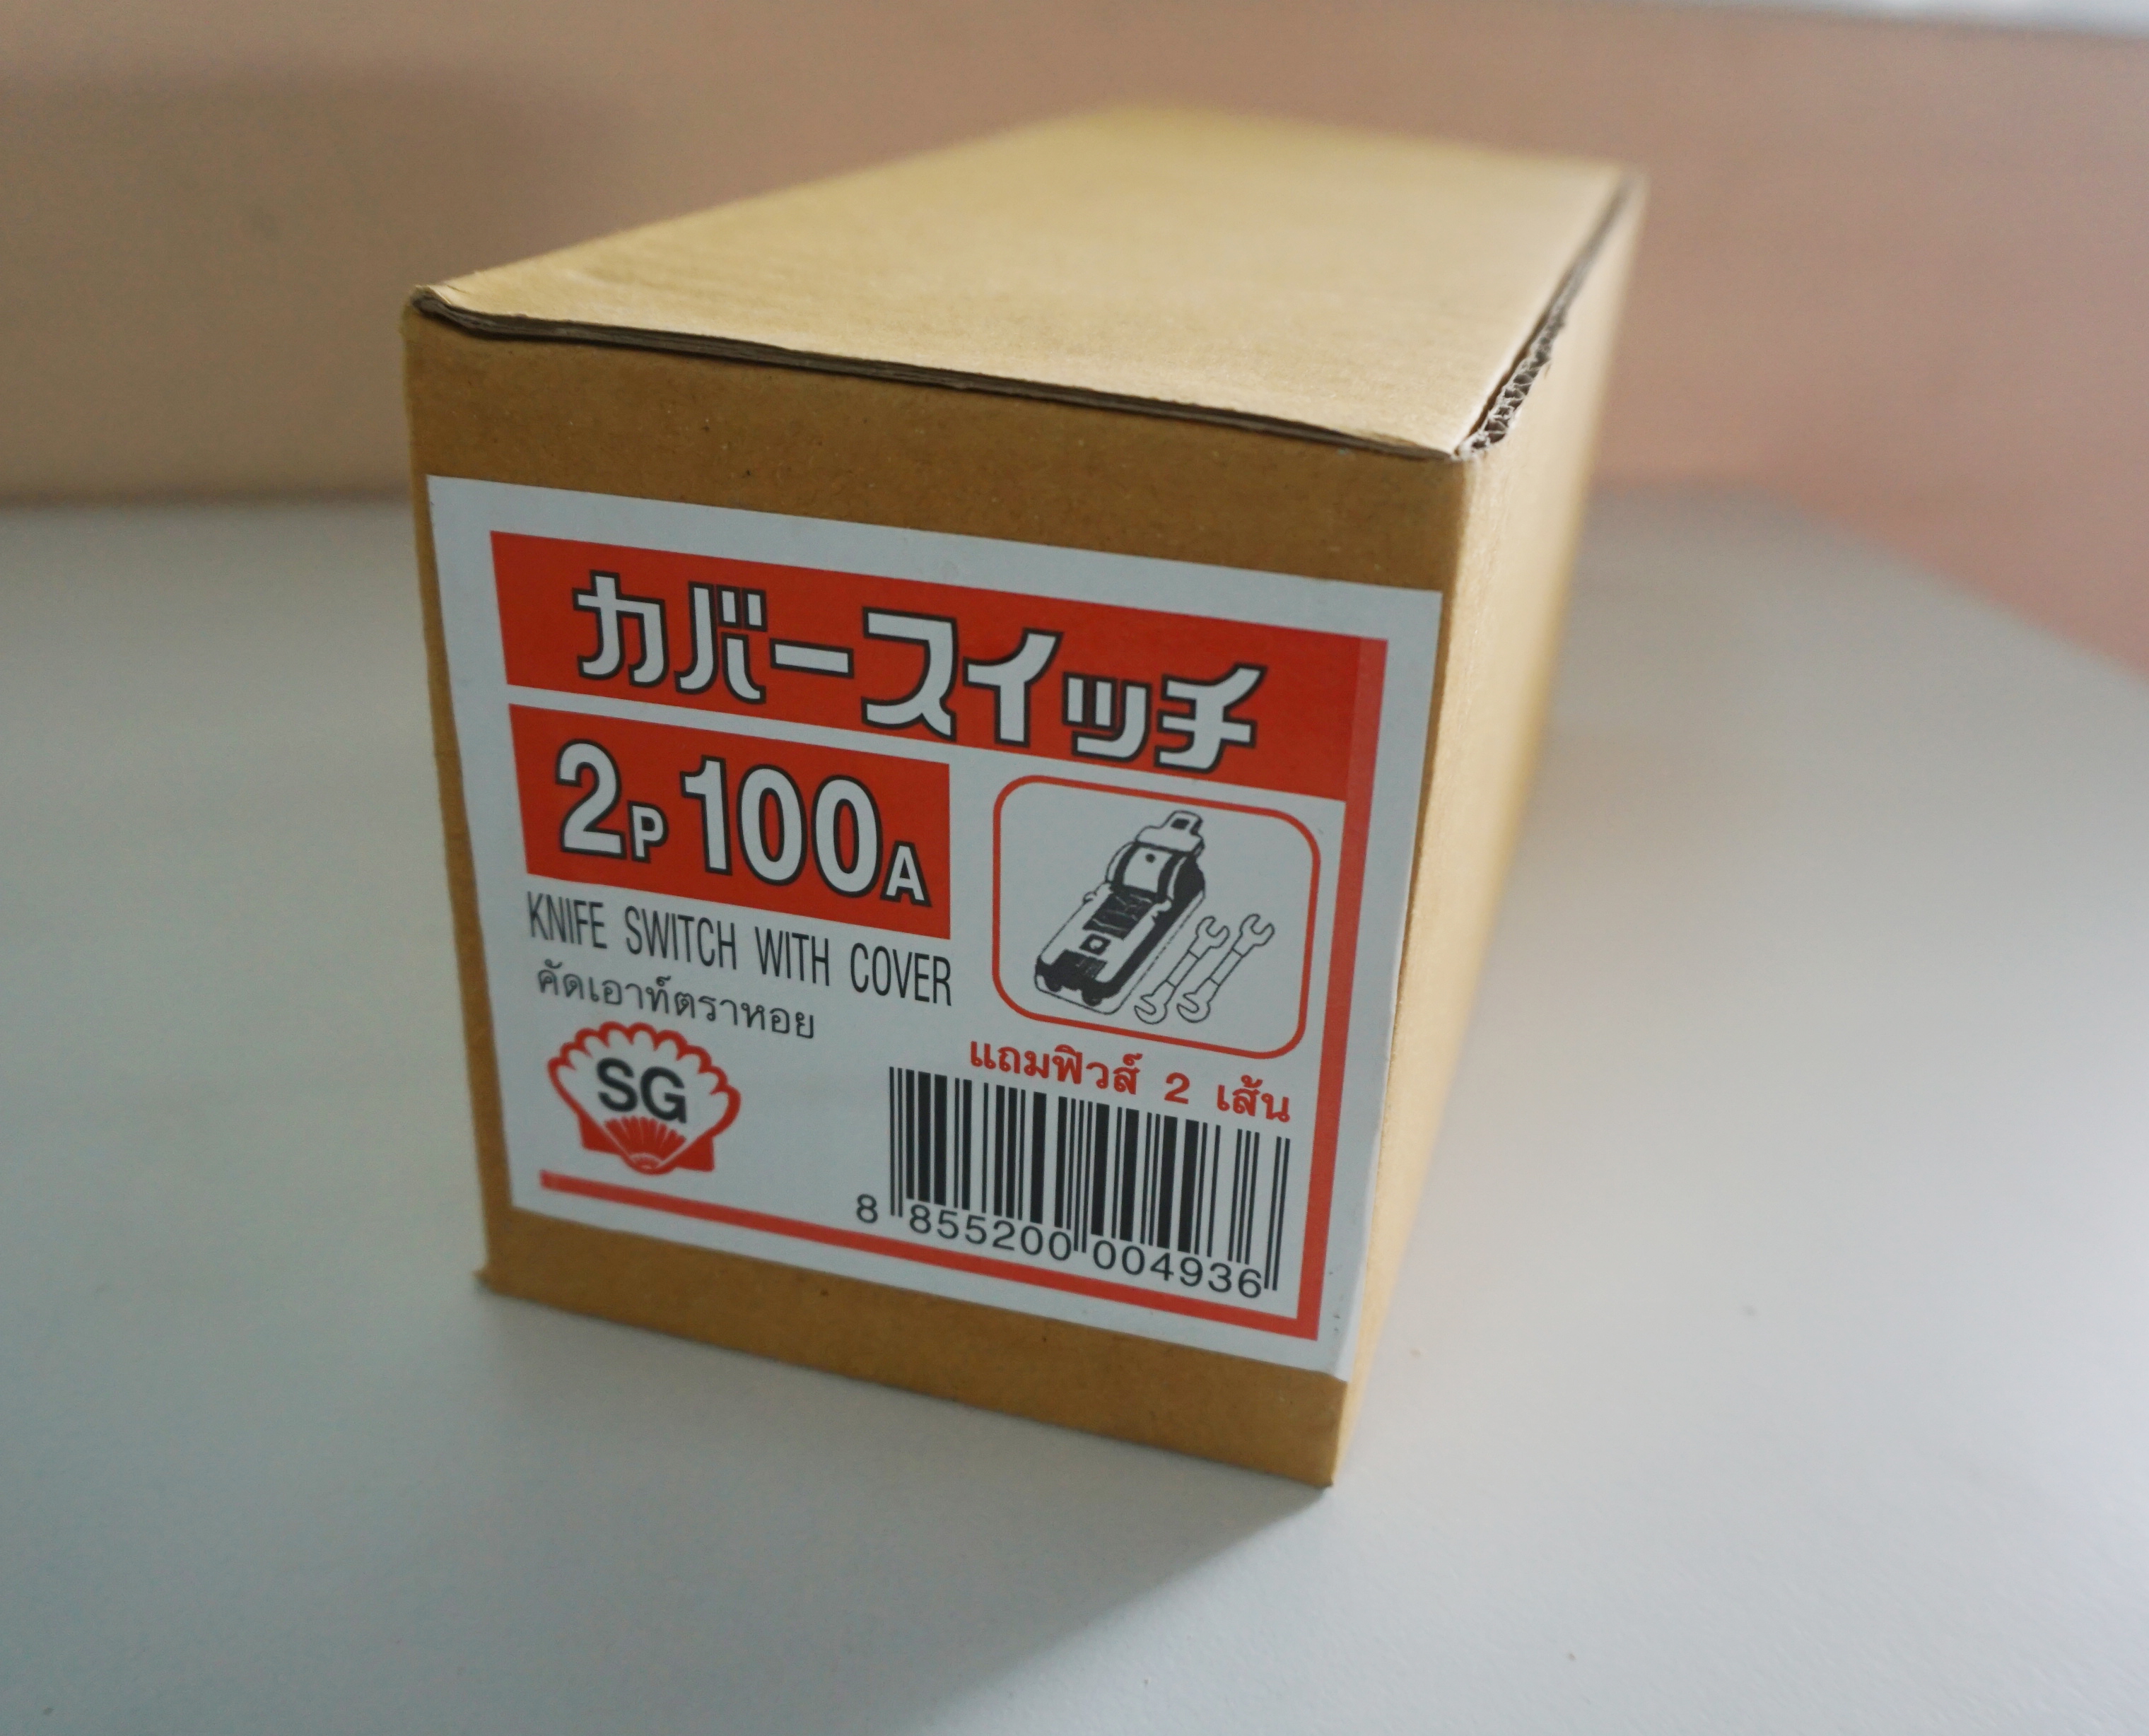 カバースイッチ
2P 100A
KNIFE SWITCH WITH COVER
คัดเอาท์ตราหอย
SG
แถมฟิวส์ 2 เส้น
8 855200 004936